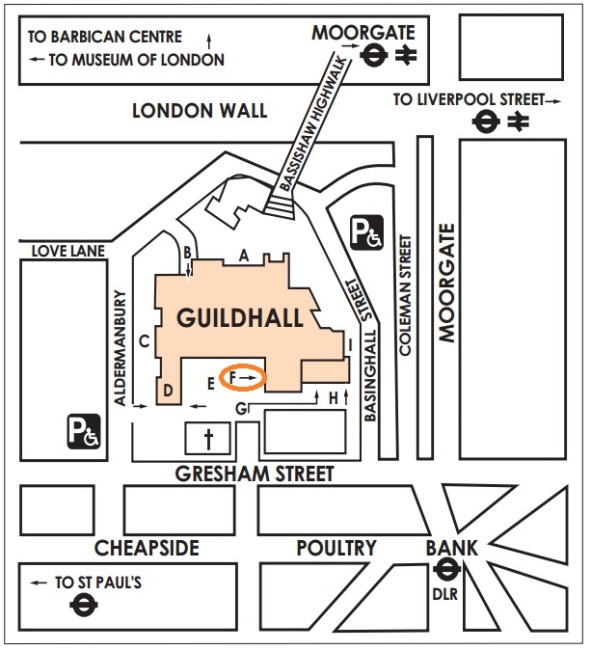 TO BARBICAN CENTRE ↑
← TO MUSEUM OF LONDON
MOORGATE
→
LONDON WALL
BASSISHAW HIGHWALK
TO LIVERPOOL STREET→
LOVE LANE
P
B
↓
A
GUILDHALL
ALDERMANBURY
C
D
E
F→
G
H
I
→
←
↑
↑
BASINGHALL STREET
COLEMAN STREET
MOORGATE
P
GRESHAM STREET
CHEAPSIDE
POULTRY
BANK
DLR
← TO ST PAUL'S